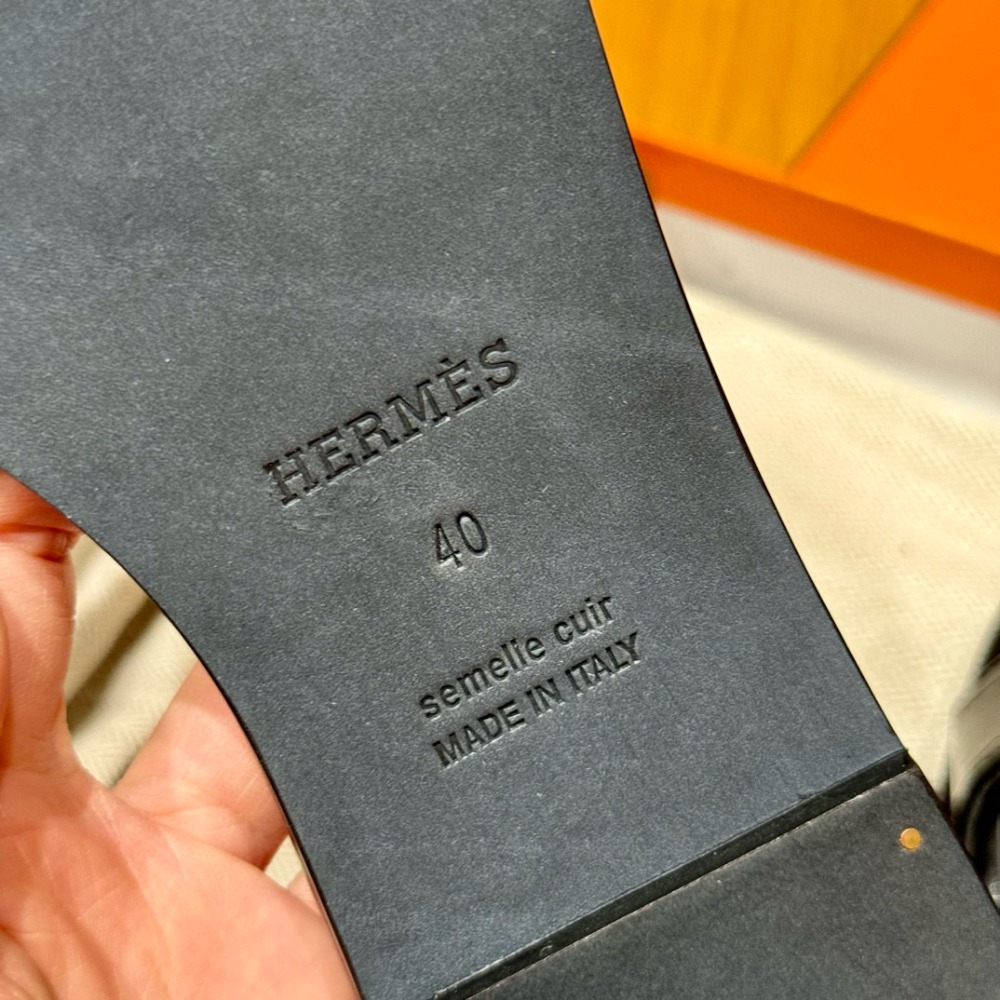 HERMÈS
40
semelle cuir
MADE IN ITALY